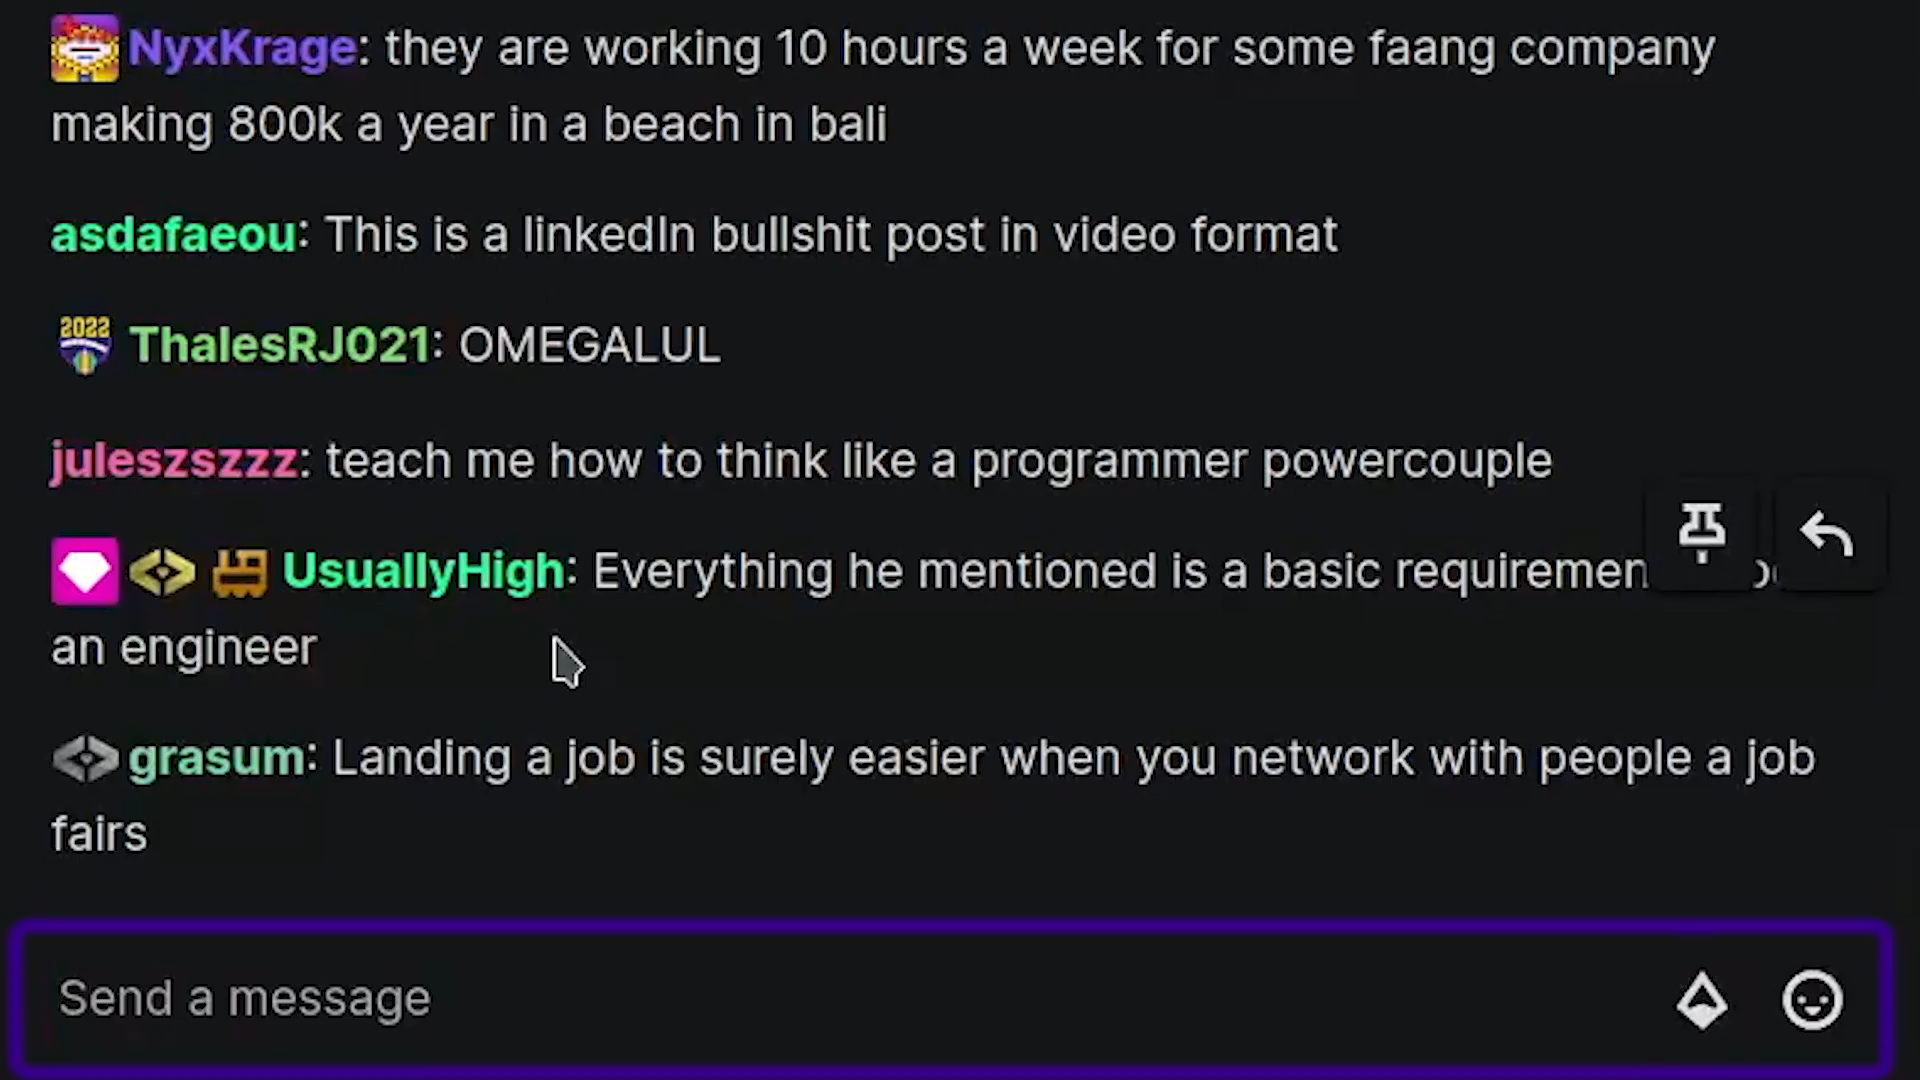 NyxKrage: they are working 10 hours a week for some faang company
making 800k a year in a beach in bali
asdafaeou: This is a linkedIn bullshit post in video format
2022 ThalesRJ021: OMEGALUL
juleszszzz: teach me how to think like a programmer powercouple
UsuallyHigh: Everything he mentioned is a basic requiremen
an engineer
grasum: Landing a job is surely easier when you network with people a job
fairs
Send a message